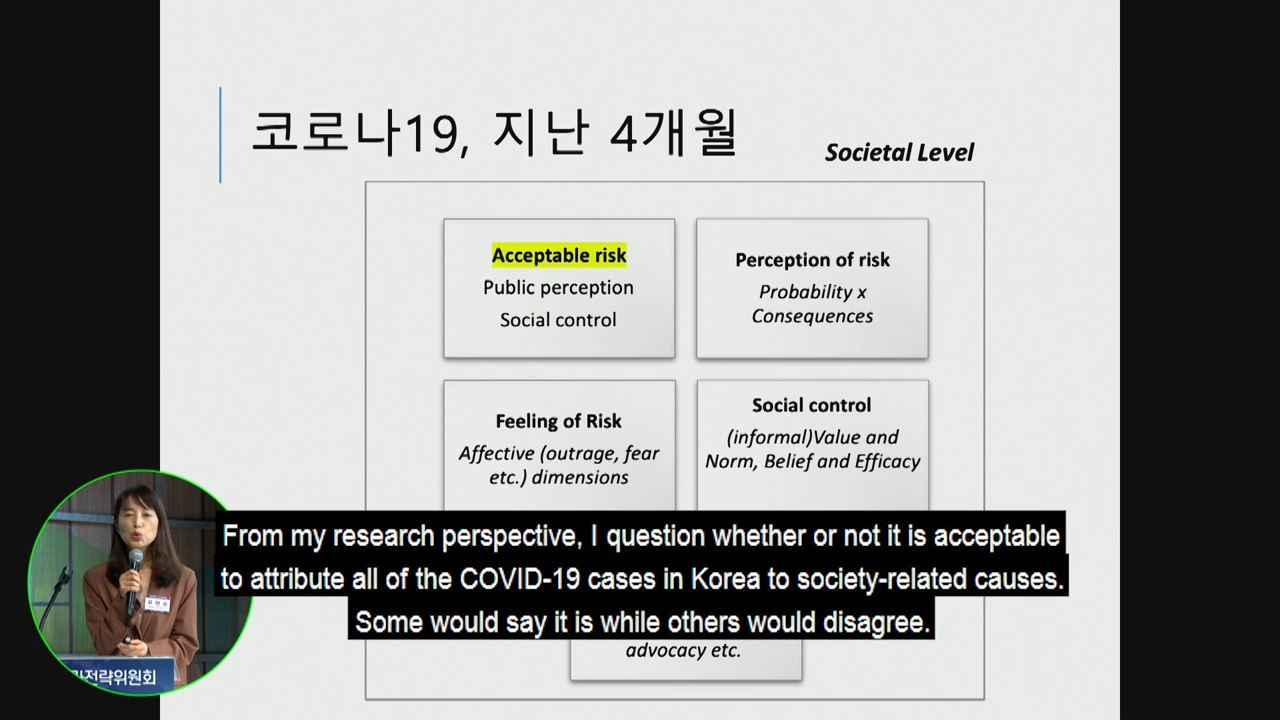 코로나19, 지난 4개월
Societal Level
Acceptable risk
Public perception
Social control
Perception of risk
Probability x
Consequences
Feeling of Risk
Affective (outrage, fear
etc.) dimensions
Social control
(informal)Value and
Norm, Belief and Efficacy
From my research perspective, I question whether or not it is acceptable
to attribute all of the COVID-19 cases in Korea to society-related causes.
Some would say it is while others would disagree.
advocacy etc.
전략위원회